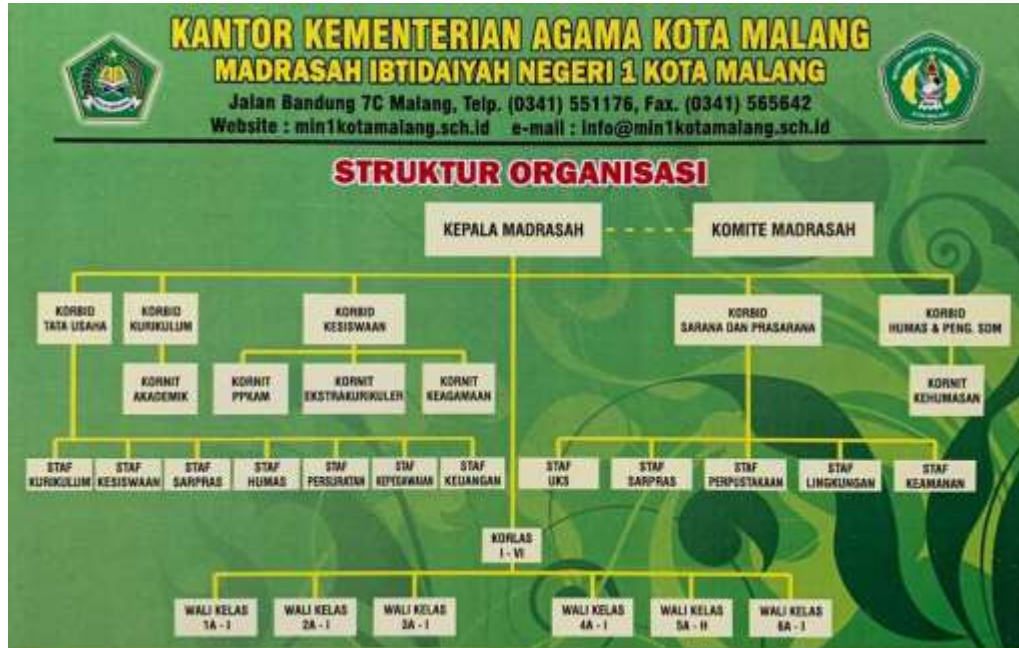 KANTOR KEMENTERIAN AGAMA KOTA MALANG
MADRASAH IBTIDAIYAH NEGERI 1 KOTA MALANG
Jalan Bandung 7C Malang, Telp. (0341) 551176, Fax. (0341) 565642
Website : min1kotamalang.sch.id e-mail : info@min1kotamalang.sch.id
STRUKTUR ORGANISASI
KEPALA MADRASAH
KOMITE MADRASAH
KORBID
TATA USAHA
KORBID
KURIKULUM
KORBID
KESISWAAN
KORBID
SARANA DAN PRASARANA
KORBID
HUMAS & PENG. SDM
KORNIT
AKADEMIK
KORNIT
PPKAM
KORNIT
EKSTRAKURIKULER
KORNIT
KEAGAMAAN
KORNIT
KEHUMASAN
STAF
KURIKULUM
STAF
KESISWAAN
STAF
SARPRAS
STAF
HUMAS
STAF
PERSURATAN
STAF
KEPEGAWAIAN
STAF
KEUANGAN
STAF
UKS
STAF
SARPRAS
STAF
PERPUSTAKAAN
STAF
LINGKUNGAN
STAF
KEAMANAN
KORLAS
I - VI
WALI KELAS
1A - I
WALI KELAS
2A - I
WALI KELAS
3A - I
WALI KELAS
4A - I
WALI KELAS
5A - H
WALI KELAS
6A - I